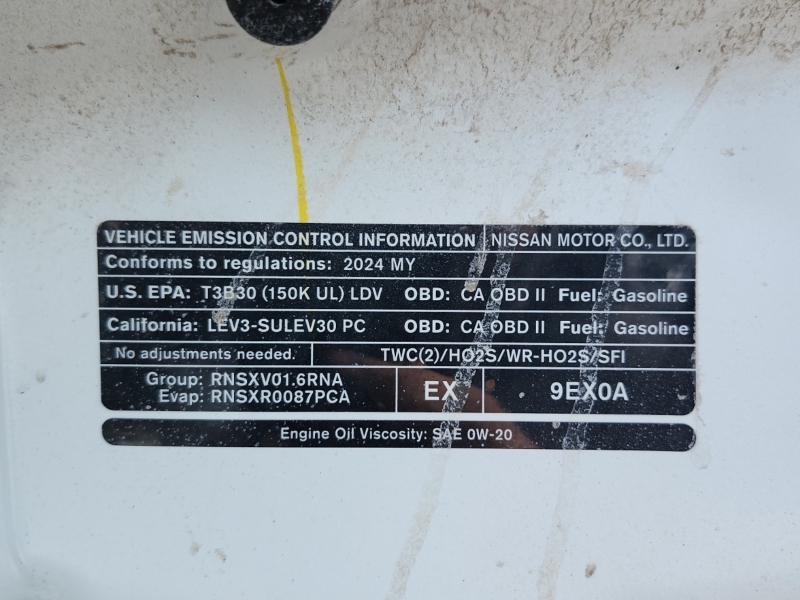 VEHICLE EMISSION CONTROL INFORMATION NISSAN MOTOR CO., LTD.
Conforms to regulations: 2024 MY
U.S. EPA: T3B30 (150K UL) LDV OBD: CA OBD II Fuel: Gasoline
California: LEV3-SULEV30 PC OBD: CA OBD II Fuel: Gasoline
No adjustments needed. TWC(2)/HO2S/WR-HO2S/SFI
Group: RNSXV01.6RNA
Evap: RNSXR0087PCA
EX
9EX0A
Engine Oil Viscosity: SAE 0W-20